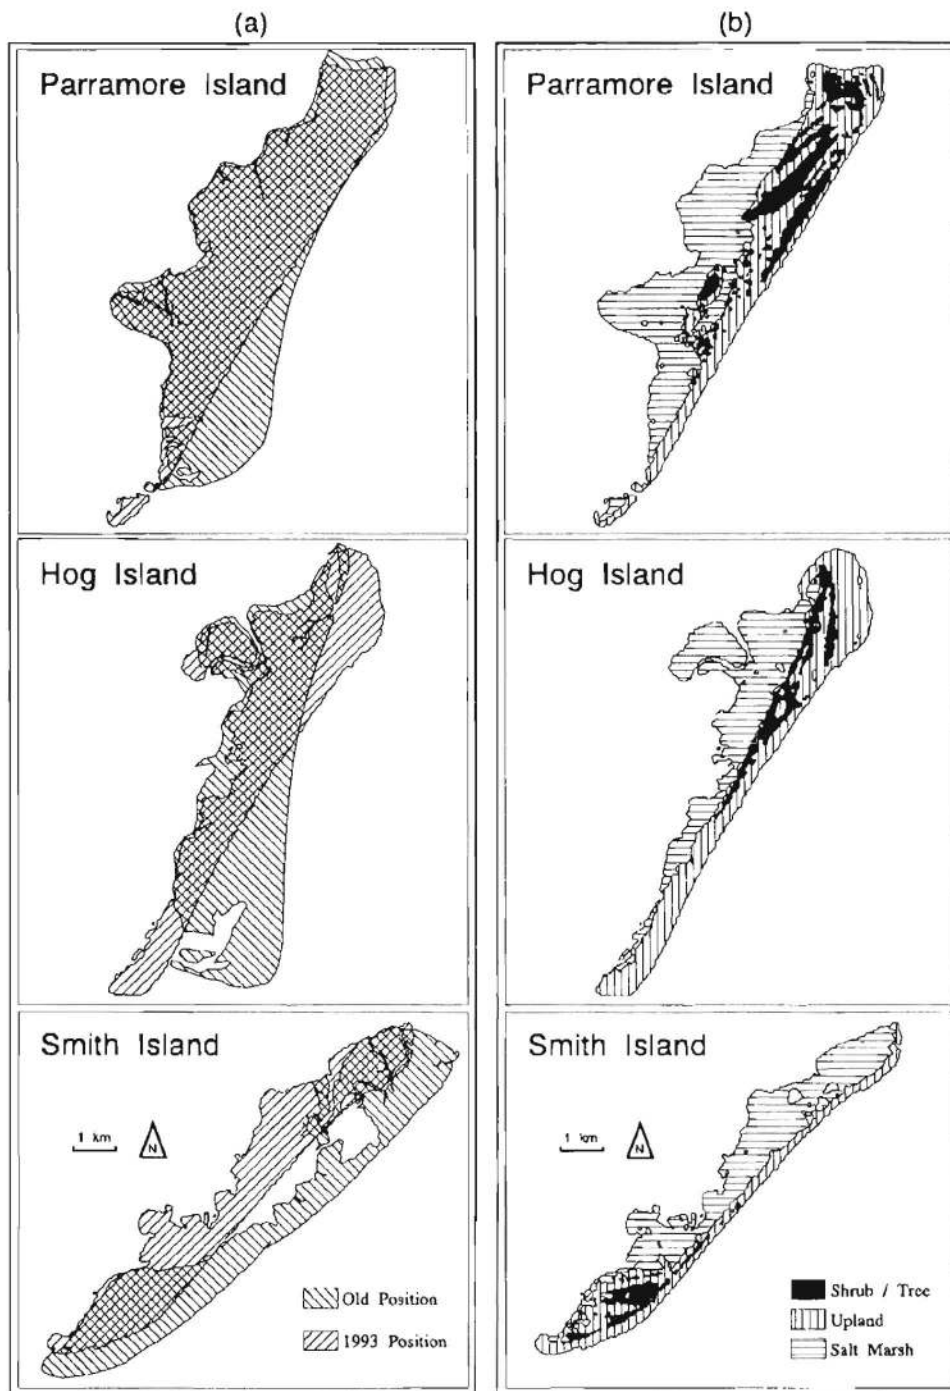 (a)
(b)
Parramore Island
Parramore Island
Hog Island
Hog Island
Smith Island
Smith Island
1 km
N
1 km
N
Old Position
1993 Position
Shrub / Tree
Upland
Salt Marsh